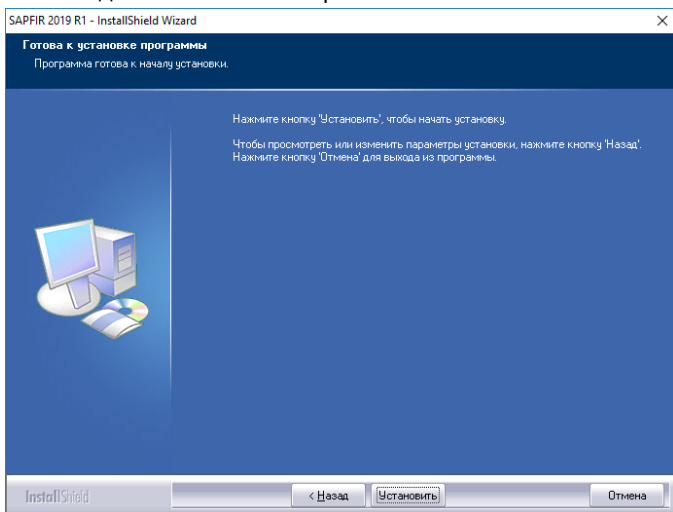 SAPFIR 2019 R1 - InstallShield Wizard
Готова к установке программы
Программа готова к началу установки.
Нажмите кнопку 'Установить', чтобы начать установку.
Чтобы просмотреть или изменить параметры установки, нажмите кнопку 'Назад'.
Нажмите кнопку 'Отмена' для выхода из программы.
InstallShield
< Назад
Установить
Отмена